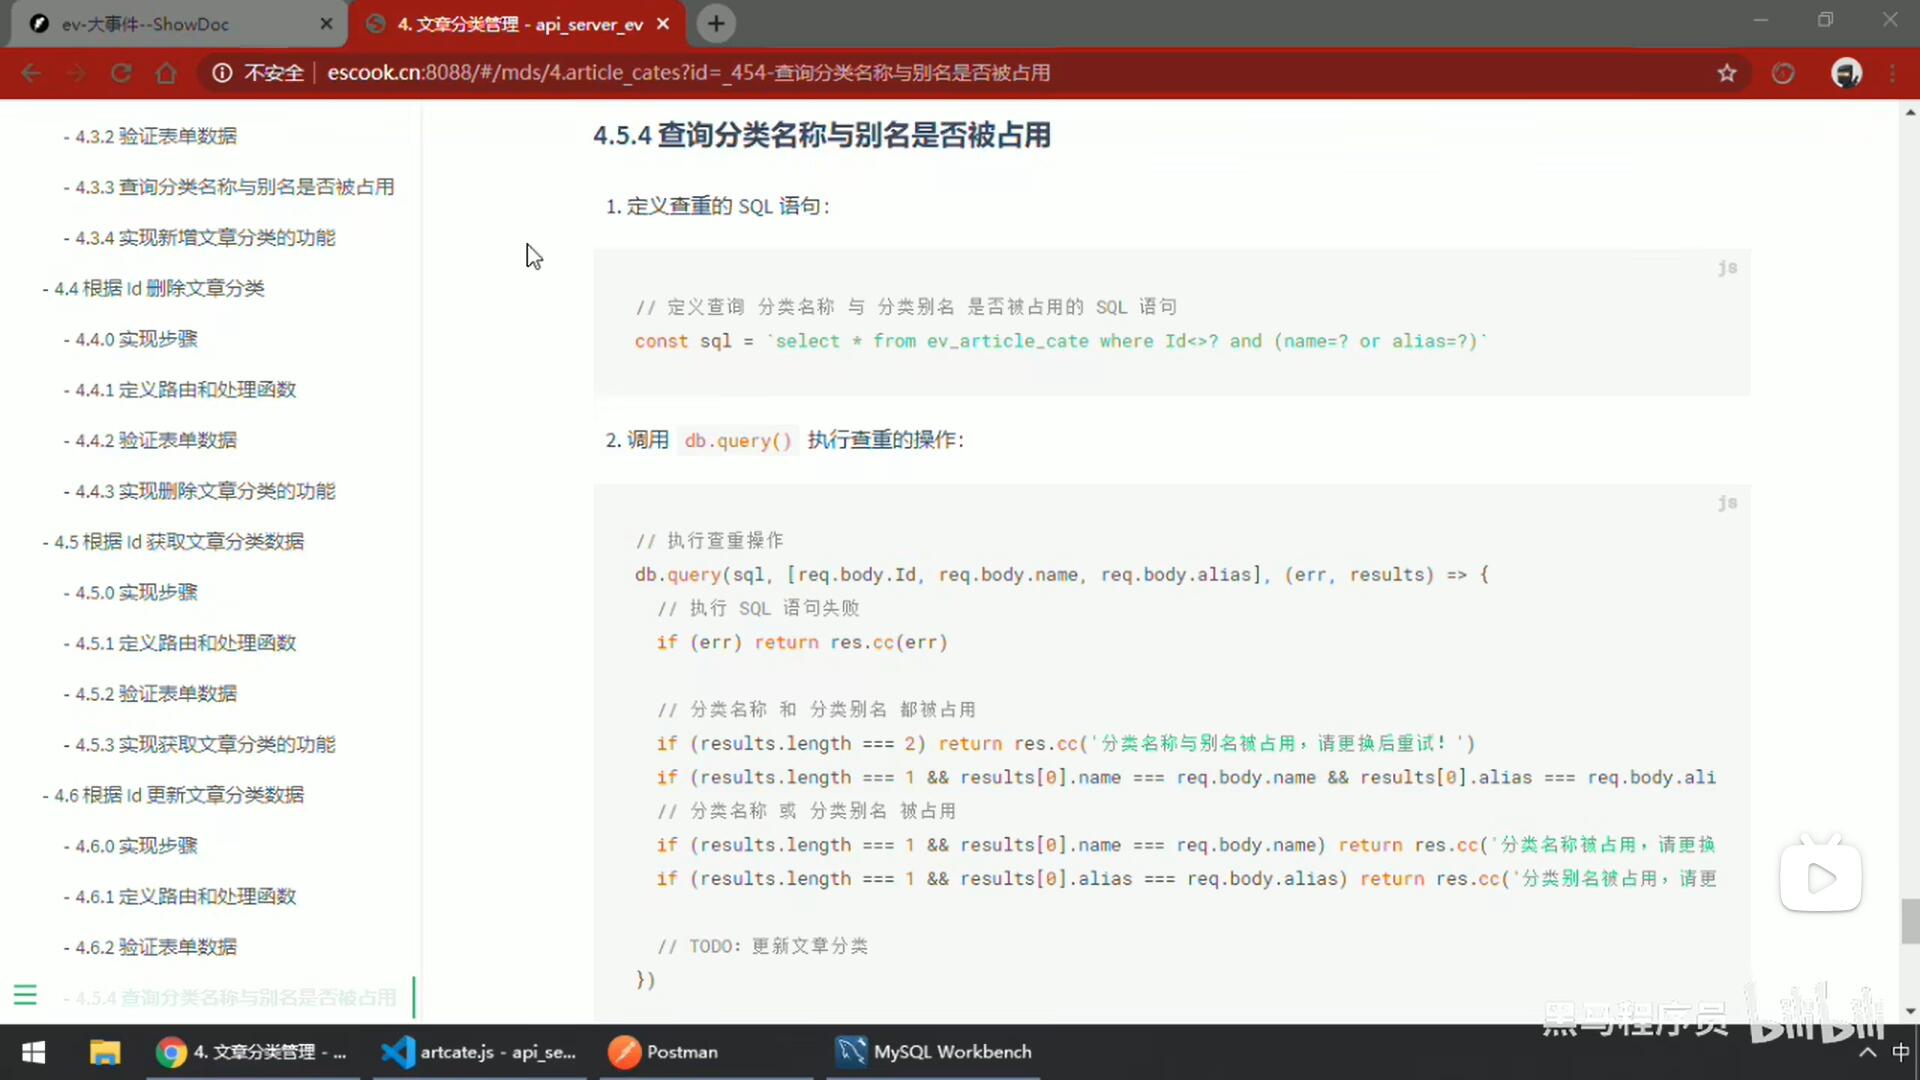 ev-大事件--ShowDoc
4. 文章分类管理 - api_server_ev
不安全
escook.cn:8088/#/mds/4.article_cates?id=_454-查询分类名称与别名是否被占用
- 4.3.2 验证表单数据
- 4.3.3 查询分类名称与别名是否被占用
- 4.3.4 实现新增文章分类的功能
- 4.4 根据 Id 删除文章分类
- 4.4.0 实现步骤
- 4.4.1 定义路由和处理函数
- 4.4.2 验证表单数据
- 4.4.3 实现删除文章分类的功能
- 4.5 根据 Id 获取文章分类数据
- 4.5.0 实现步骤
- 4.5.1 定义路由和处理函数
- 4.5.2 验证表单数据
- 4.5.3 实现获取文章分类的功能
- 4.6 根据 Id 更新文章分类数据
- 4.6.0 实现步骤
- 4.6.1 定义路由和处理函数
- 4.6.2 验证表单数据
- 4.5.4 查询分类名称与别名是否被占用
4.5.4 查询分类名称与别名是否被占用
1. 定义查重的 SQL 语句：
js
// 定义查询 分类名称 与 分类别名 是否被占用的 SQL 语句
const sql = `select * from ev_article_cate where Id<>? and (name=? or alias=?)`
2. 调用 db.query() 执行查重的操作：
js
// 执行查重操作
db.query(sql, [req.body.Id, req.body.name, req.body.alias], (err, results) => {
// 执行 SQL 语句失败
if (err) return res.cc(err)
// 分类名称 和 分类别名 都被占用
if (results.length === 2) return res.cc('分类名称与别名被占用，请更换后重试！')
if (results.length === 1 && results[0].name === req.body.name && results[0].alias === req.body.ali
// 分类名称 或 分类别名 被占用
if (results.length === 1 && results[0].name === req.body.name) return res.cc('分类名称被占用，请更换
if (results.length === 1 && results[0].alias === req.body.alias) return res.cc('分类别名被占用，请更
// TODO：更新文章分类
})
黑马程序员 bilibili
4. 文章分类管理 - ...
artcate.js - api_se...
Postman
MySQL Workbench
中